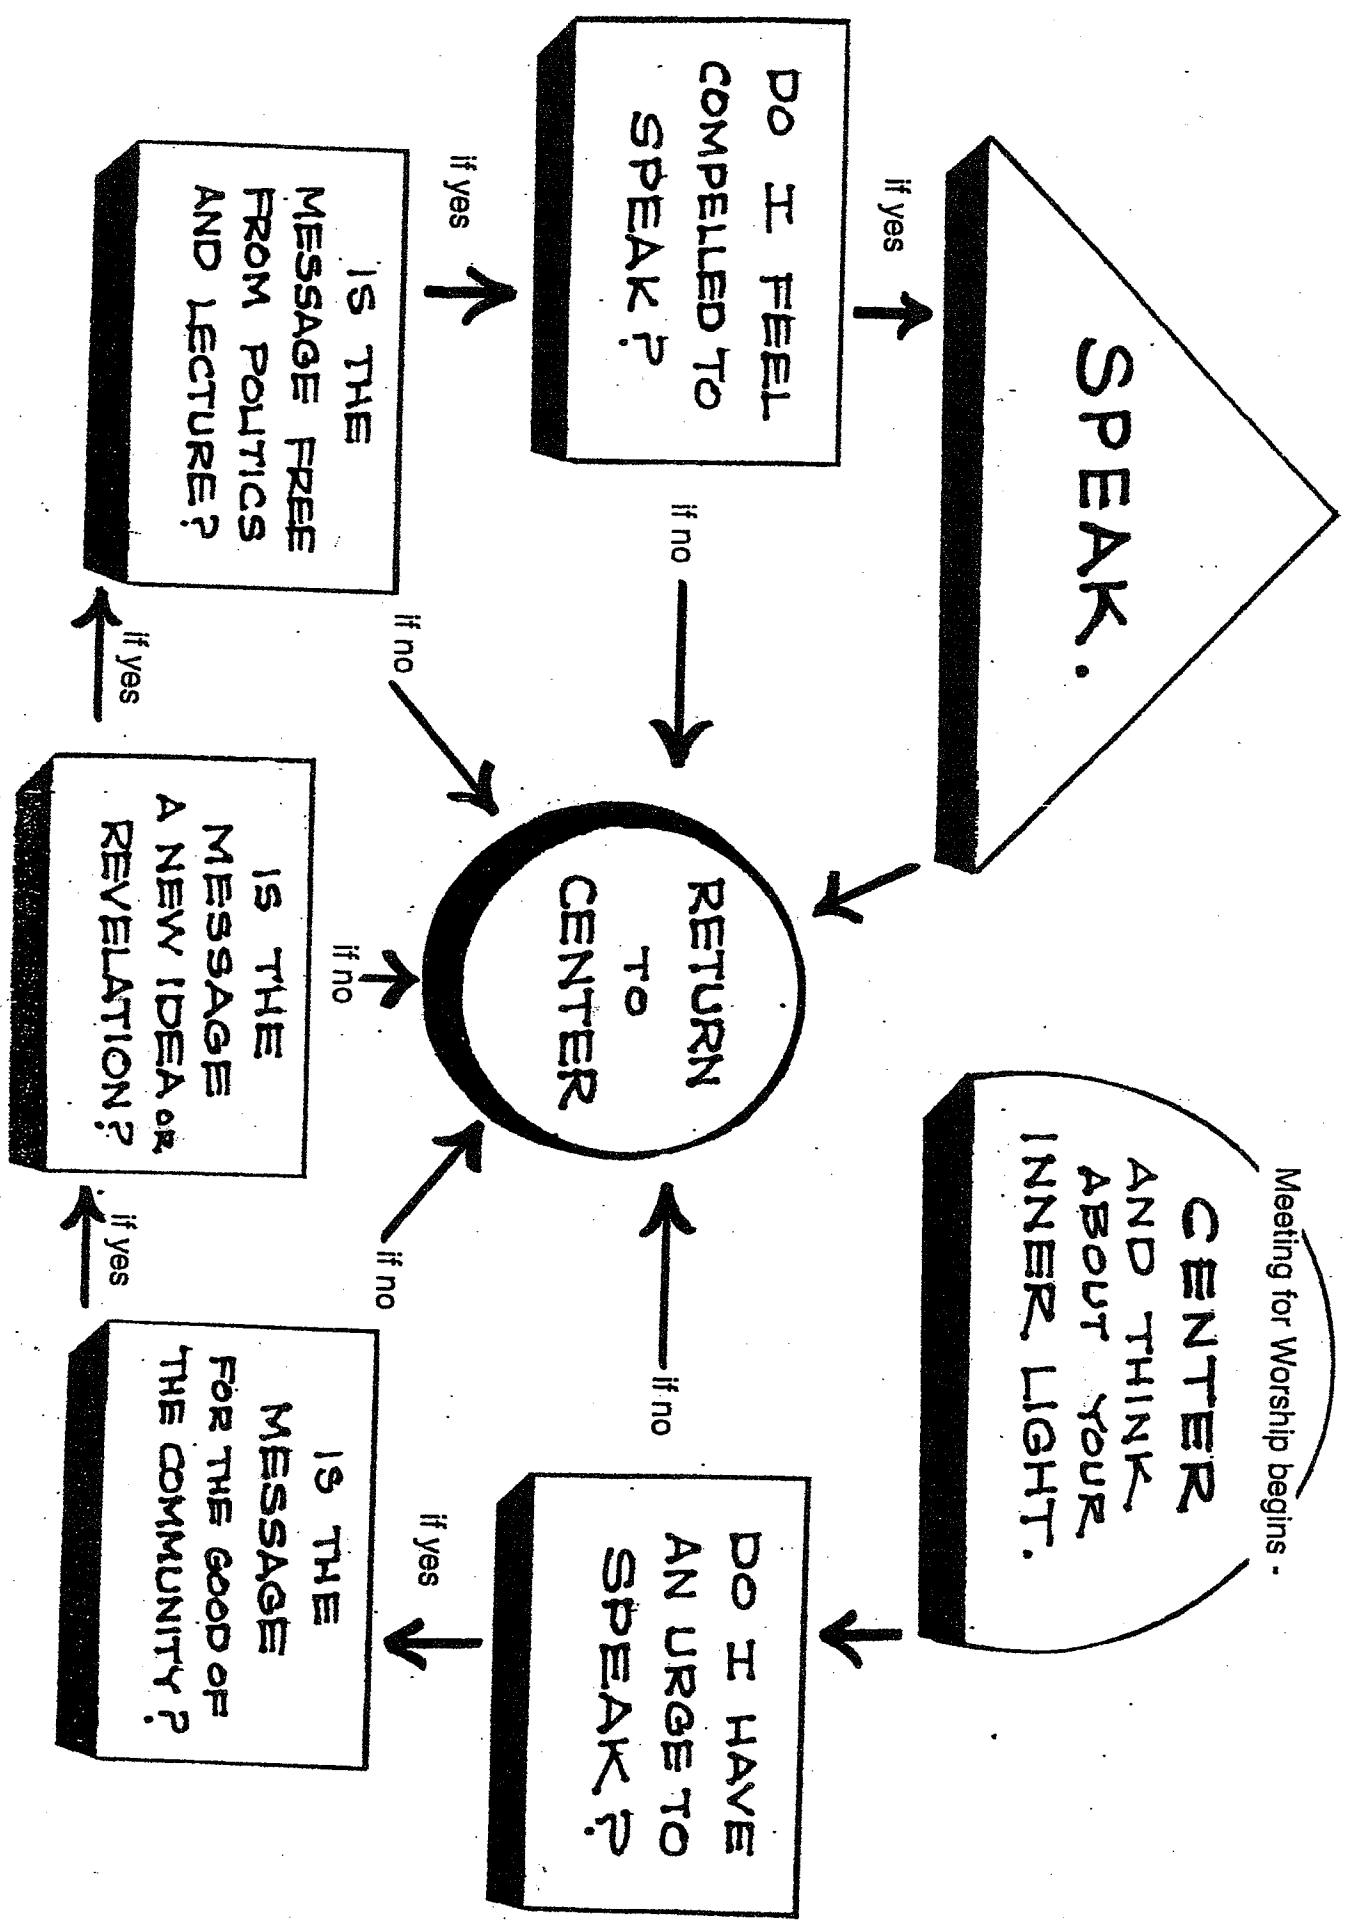 Meeting for Worship begins -
CENTER
AND THINK
ABOUT YOUR
INNER LIGHT.
DO I HAVE
AN URGE TO
SPEAK?
if no
if yes
IS THE
MESSAGE
FOR THE GOOD OF
THE COMMUNITY?
if no
if yes
IS THE
MESSAGE
A NEW IDEA OR
REVELATION?
if no
if yes
IS THE
MESSAGE FREE
FROM POLITICS
AND LECTURE?
if no
if yes
DO I FEEL
COMPELLED TO
SPEAK?
if no
if yes
SPEAK.
RETURN
TO
CENTER